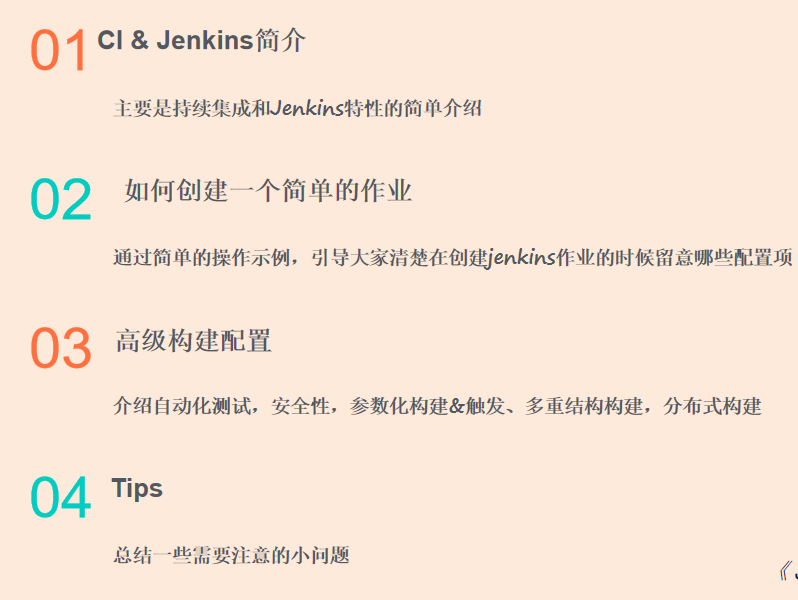 01 CI & Jenkins简介
主要是持续集成和Jenkins特性的简单介绍
02 如何创建一个简单的作业
通过简单的操作示例，引导大家清楚在创建jenkins作业的时候留意哪些配置项
03 高级构建配置
介绍自动化测试，安全性，参数化构建&触发、多重结构构建，分布式构建
04 Tips
总结一些需要注意的小问题
《J